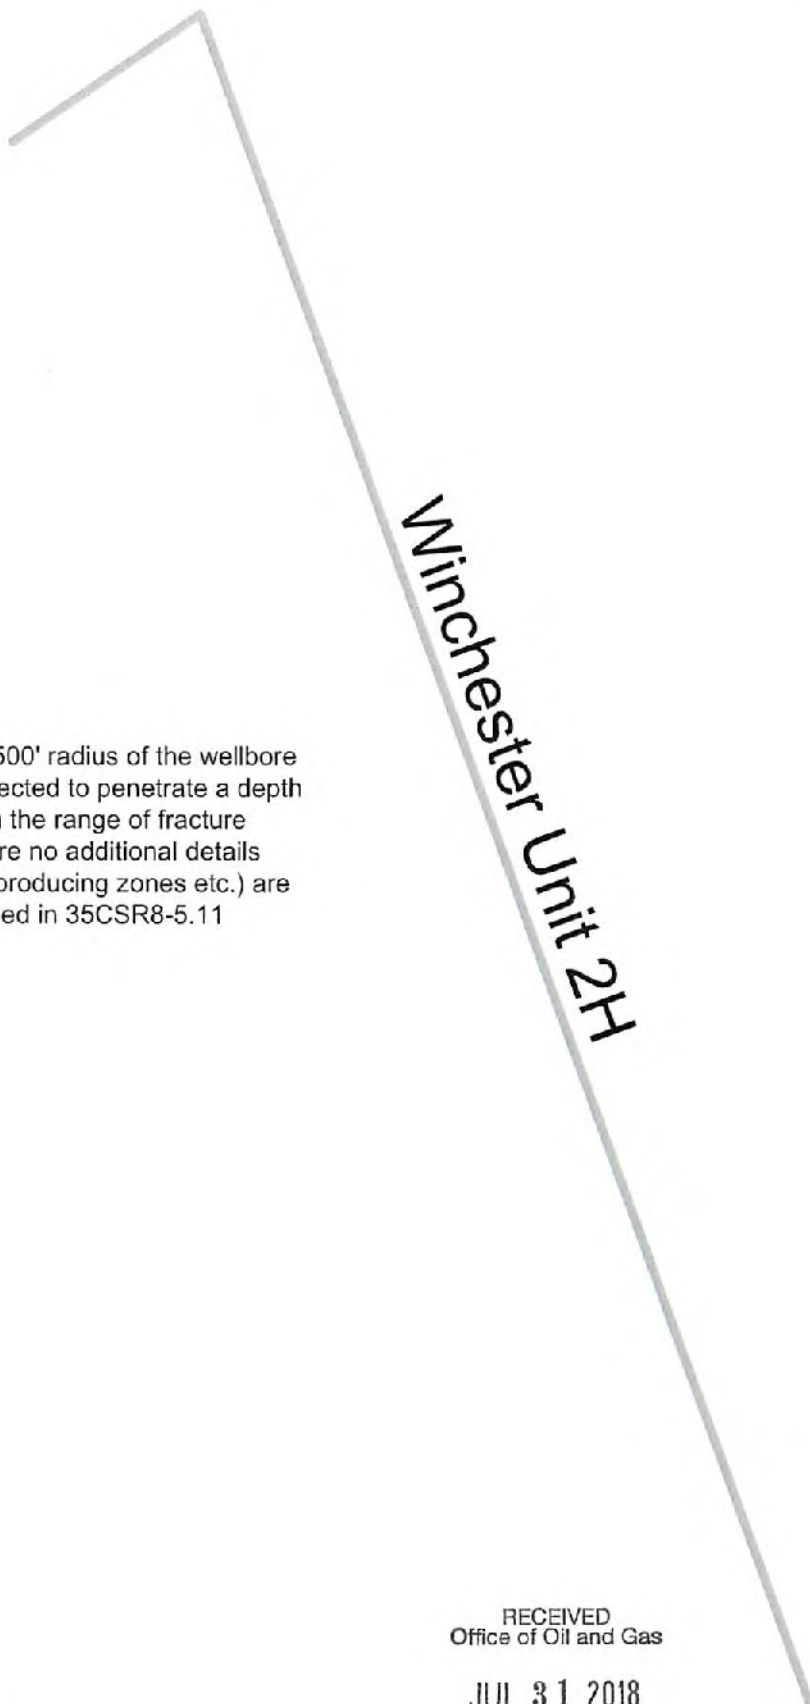 Winchester Unit 2H
500' radius of the wellbore
ected to penetrate a depth
the range of fracture
re no additional details
producing zones etc.) are
ed in 35CSR8-5.11
RECEIVED
Office of Oil and Gas
JUL 31 2018